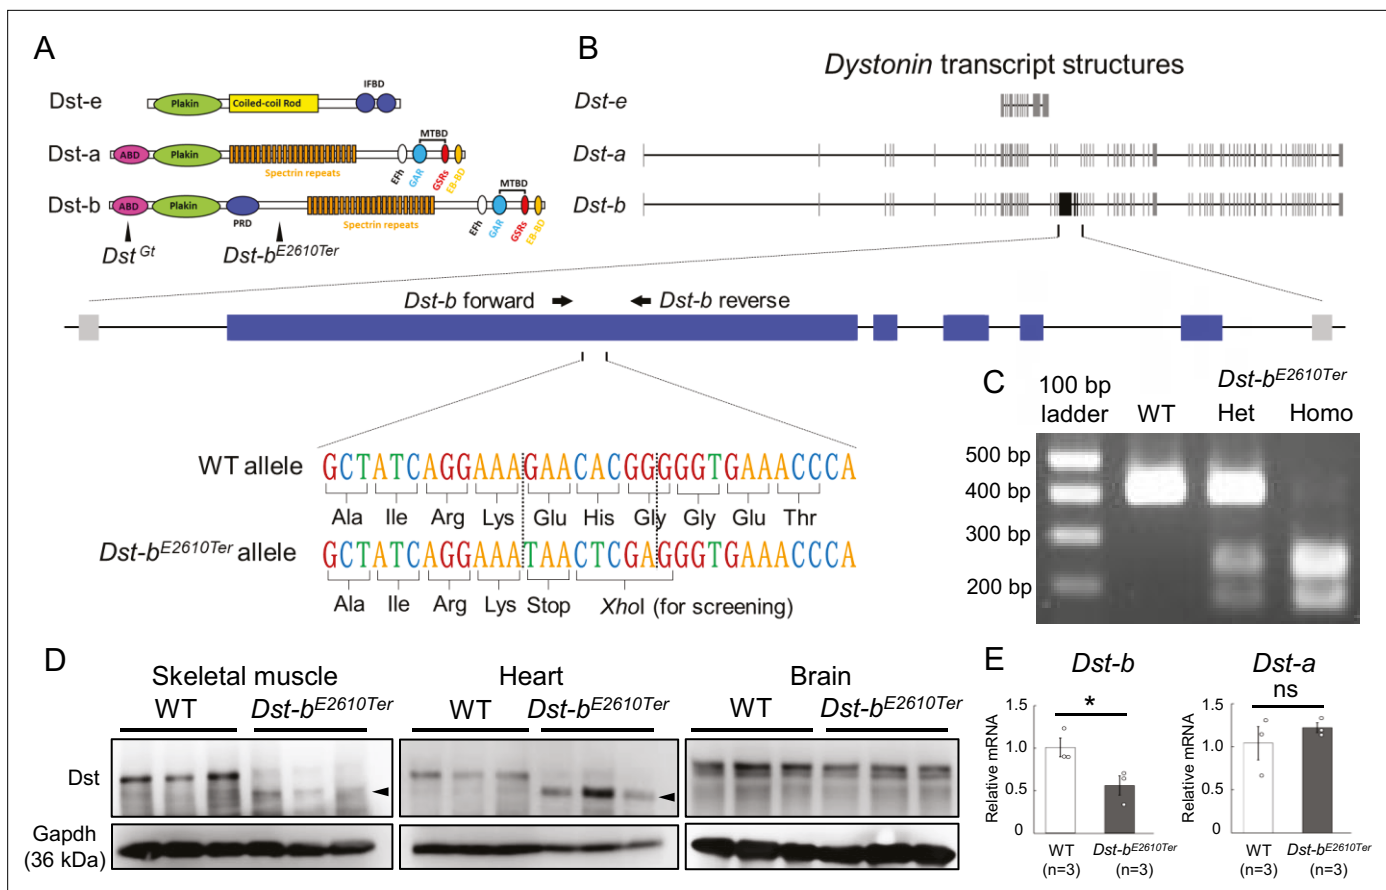 A
Dst-e
Plakin
Coiled-coil Rod
IFBD
Dst-a
ABD
Plakin
Spectrin repeats
MTBD
EFh
GAR
GSRs
EB-BD
Dst-b
ABD
Plakin
PRD
Spectrin repeats
MTBD
EFh
GAR
GSRs
EB-BD
Dst Gt
Dst-bE2610Ter
B
Dystonin transcript structures
Dst-e
Dst-a
Dst-b
Dst-b forward
Dst-b reverse
WT allele
GCTATCAGGAAAGAACACGGGGGTGAAACCCA
Ala Ile Arg Lys Glu His Gly Gly Glu Thr
Dst-bE2610Ter allele
GCTATCAGGAAATAACTCGAGGGTGAAACCCA
Ala Ile Arg Lys Stop XhoI (for screening)
C
100 bp
ladder
WT
Dst-bE2610Ter
Het
Homo
500 bp
400 bp
300 bp
200 bp
D
Skeletal muscle
WT
Dst-bE2610Ter
Heart
WT
Dst-bE2610Ter
Brain
WT
Dst-bE2610Ter
Dst
Gapdh
(36 kDa)
E
Dst-b
*
Relative mRNA
1.5
1.0
0.5
0
WT
(n=3)
Dst-bE2610Ter
(n=3)
Dst-a
ns
Relative mRNA
1.5
1.0
0.5
0
WT
(n=3)
Dst-bE2610Ter
(n=3)